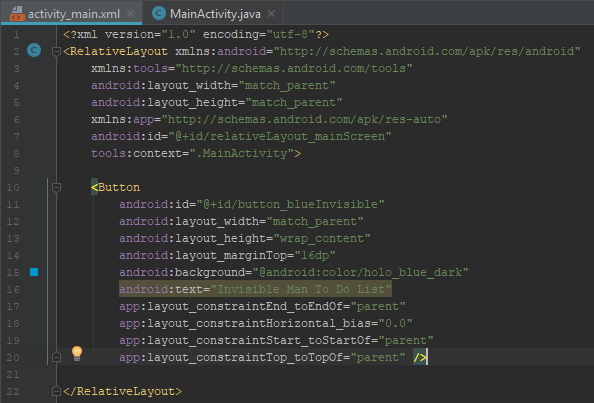 activity_main.xml MainActivity.java
1 <?xml version="1.0" encoding="utf-8"?>
2 <RelativeLayout xmlns:android="http://schemas.android.com/apk/res/android"
3 xmlns:tools="http://schemas.android.com/tools"
4 android:layout_width="match_parent"
5 android:layout_height="match_parent"
6 xmlns:app="http://schemas.android.com/apk/res-auto"
7 android:id="@+id/relativeLayout_mainScreen"
8 tools:context=".MainActivity">
9
10 <Button
11 android:id="@+id/button_blueInvisible"
12 android:layout_width="match_parent"
13 android:layout_height="wrap_content"
14 android:layout_marginTop="16dp"
15 android:background="@android:color/holo_blue_dark"
16 android:text="Invisible Man To Do List"
17 app:layout_constraintEnd_toEndOf="parent"
18 app:layout_constraintHorizontal_bias="0.0"
19 app:layout_constraintStart_toStartOf="parent"
20 app:layout_constraintTop_toTopOf="parent" />
21
22 </RelativeLayout>